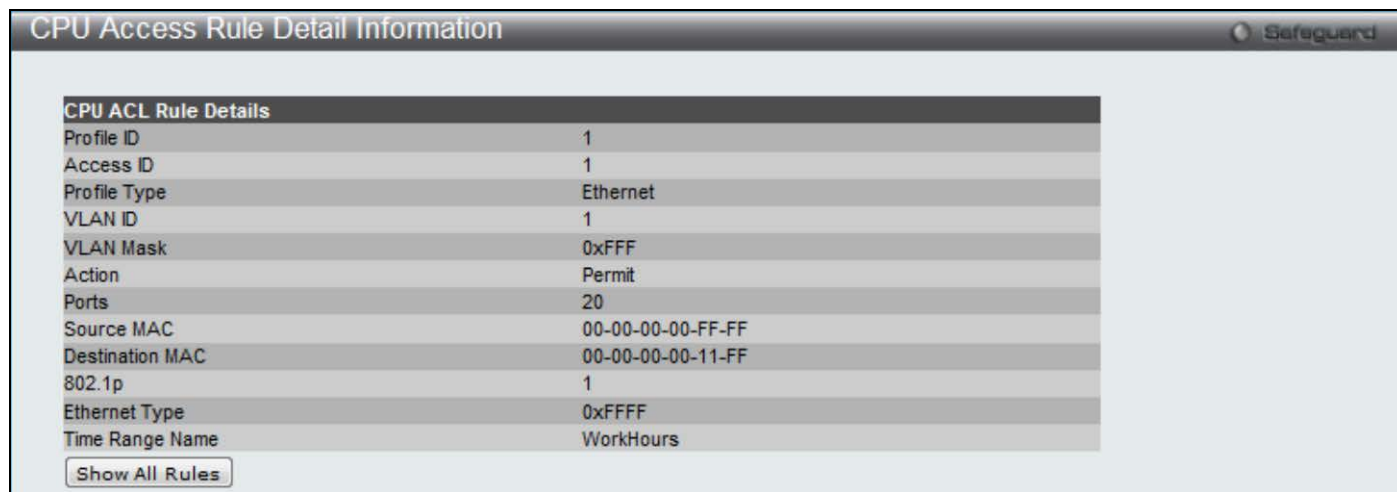 CPU Access Rule Detail Information
Safeguard
CPU ACL Rule Details
Profile ID 1
Access ID 1
Profile Type Ethernet
VLAN ID 1
VLAN Mask 0xFFF
Action Permit
Ports 20
Source MAC 00-00-00-00-FF-FF
Destination MAC 00-00-00-00-11-FF
802.1p 1
Ethernet Type 0xFFFF
Time Range Name WorkHours
Show All Rules